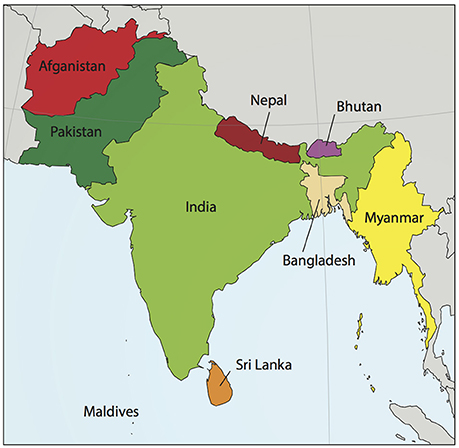 Afganistan
Pakistan
Nepal
Bhutan
India
Myanmar
Bangladesh
Sri Lanka
Maldives